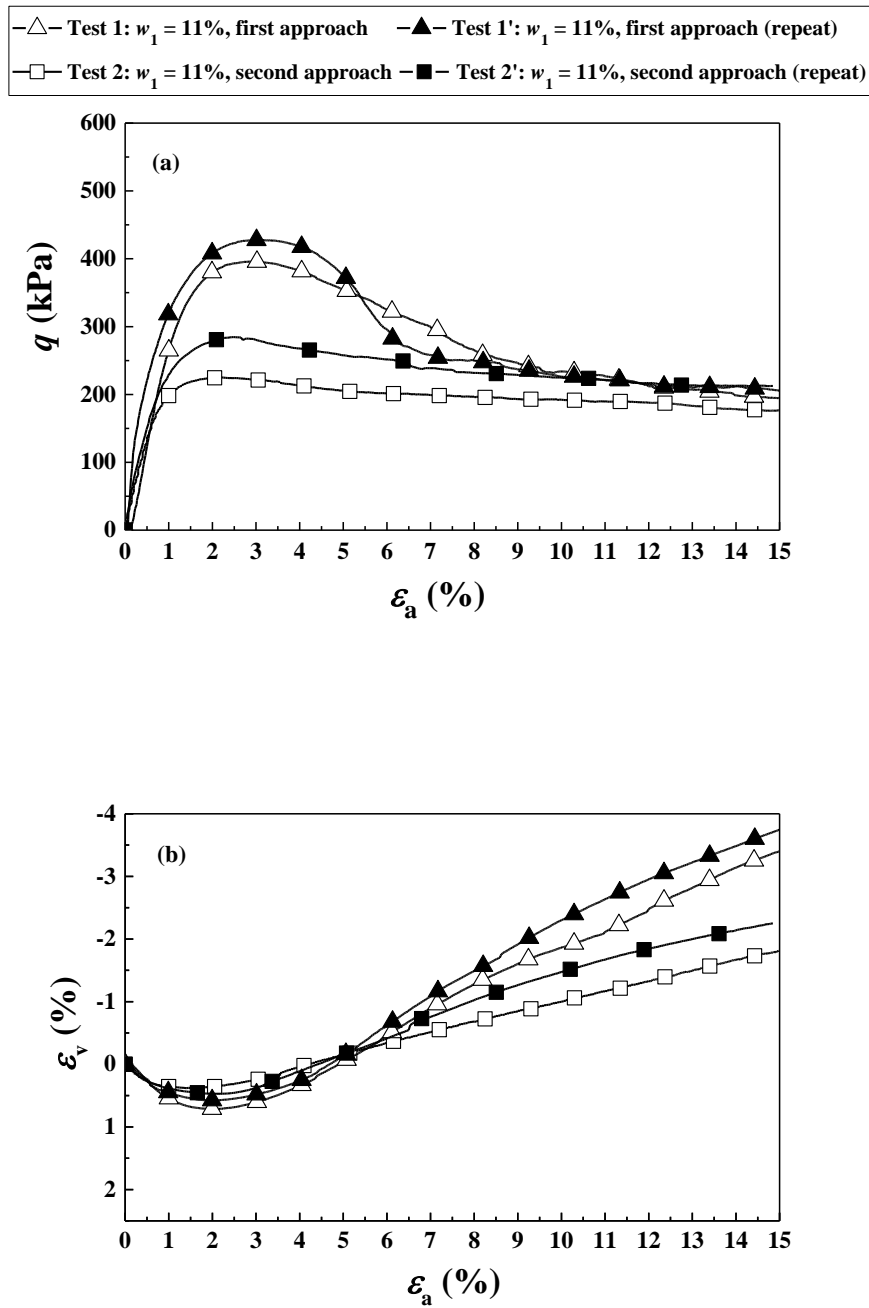 Test 1: w₁ = 11%, first approach Test 1': w₁ = 11%, first approach (repeat)
Test 2: w₁ = 11%, second approach Test 2': w₁ = 11%, second approach (repeat)
600
(a)
500
400
q (kPa)
300
200
100
0
0 1 2 3 4 5 6 7 8 9 10 11 12 13 14 15
εₐ (%)
-4
(b)
-3
-2
-1
εᵥ (%)
0
1
2
0 1 2 3 4 5 6 7 8 9 10 11 12 13 14 15
εₐ (%)